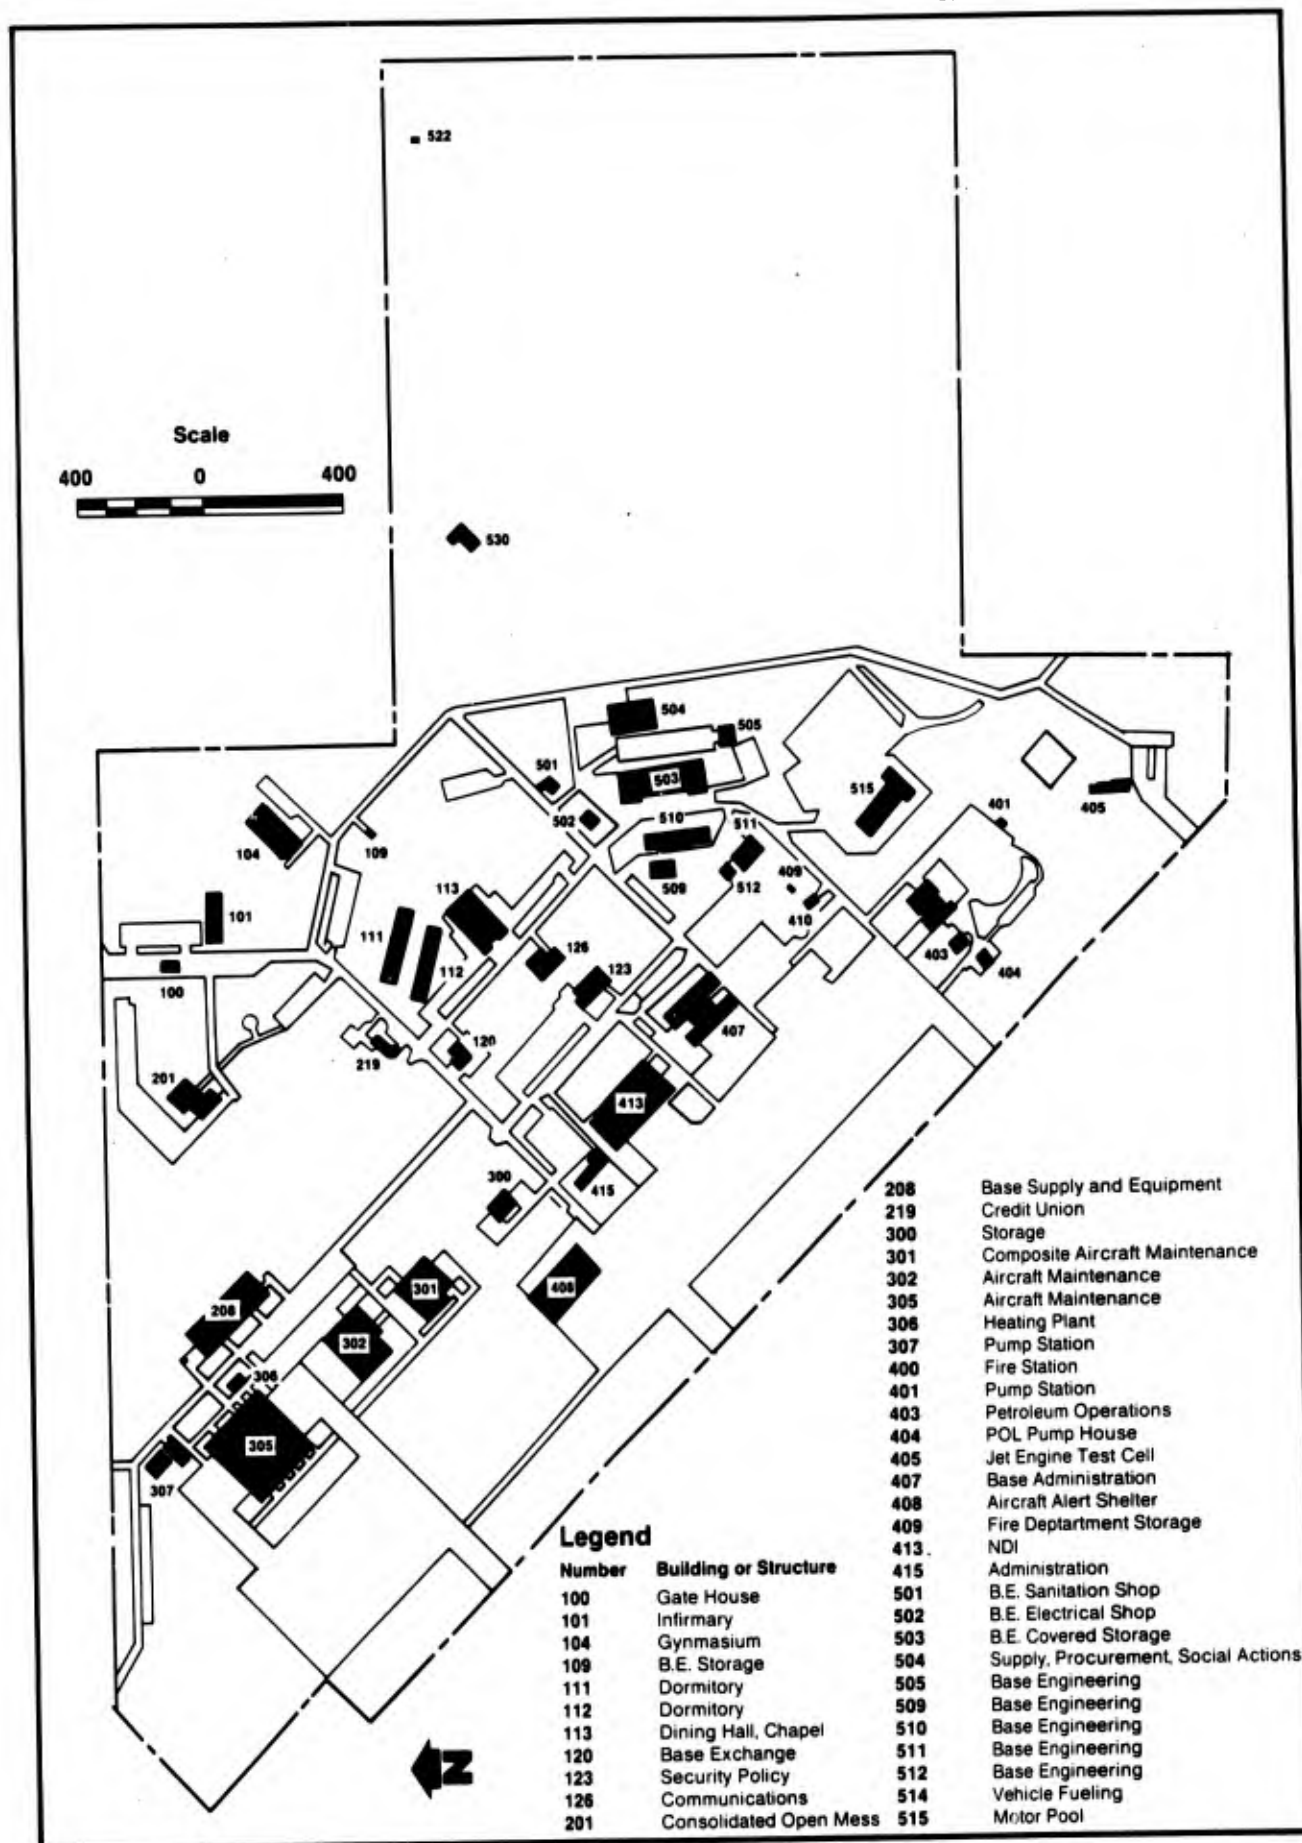 522
Scale
400 0 400
530
504
505
501
503
515
502
510
511
401
405
104
109
113
409
509
512
101
410
111
126
403
404
112
123
100
407
219
120
201
413
300
415
301
408
208
302
306
305
307
N
Legend
Number Building or Structure
100 Gate House
101 Infirmary
104 Gynmasium
109 B.E. Storage
111 Dormitory
112 Dormitory
113 Dining Hall, Chapel
120 Base Exchange
123 Security Policy
126 Communications
201 Consolidated Open Mess
208 Base Supply and Equipment
219 Credit Union
300 Storage
301 Composite Aircraft Maintenance
302 Aircraft Maintenance
305 Aircraft Maintenance
306 Heating Plant
307 Pump Station
400 Fire Station
401 Pump Station
403 Petroleum Operations
404 POL Pump House
405 Jet Engine Test Cell
407 Base Administration
408 Aircraft Alert Shelter
409 Fire Deptartment Storage
413 NDI
415 Administration
501 B.E. Sanitation Shop
502 B.E. Electrical Shop
503 B.E. Covered Storage
504 Supply, Procurement, Social Actions
505 Base Engineering
509 Base Engineering
510 Base Engineering
511 Base Engineering
512 Base Engineering
514 Vehicle Fueling
515 Motor Pool